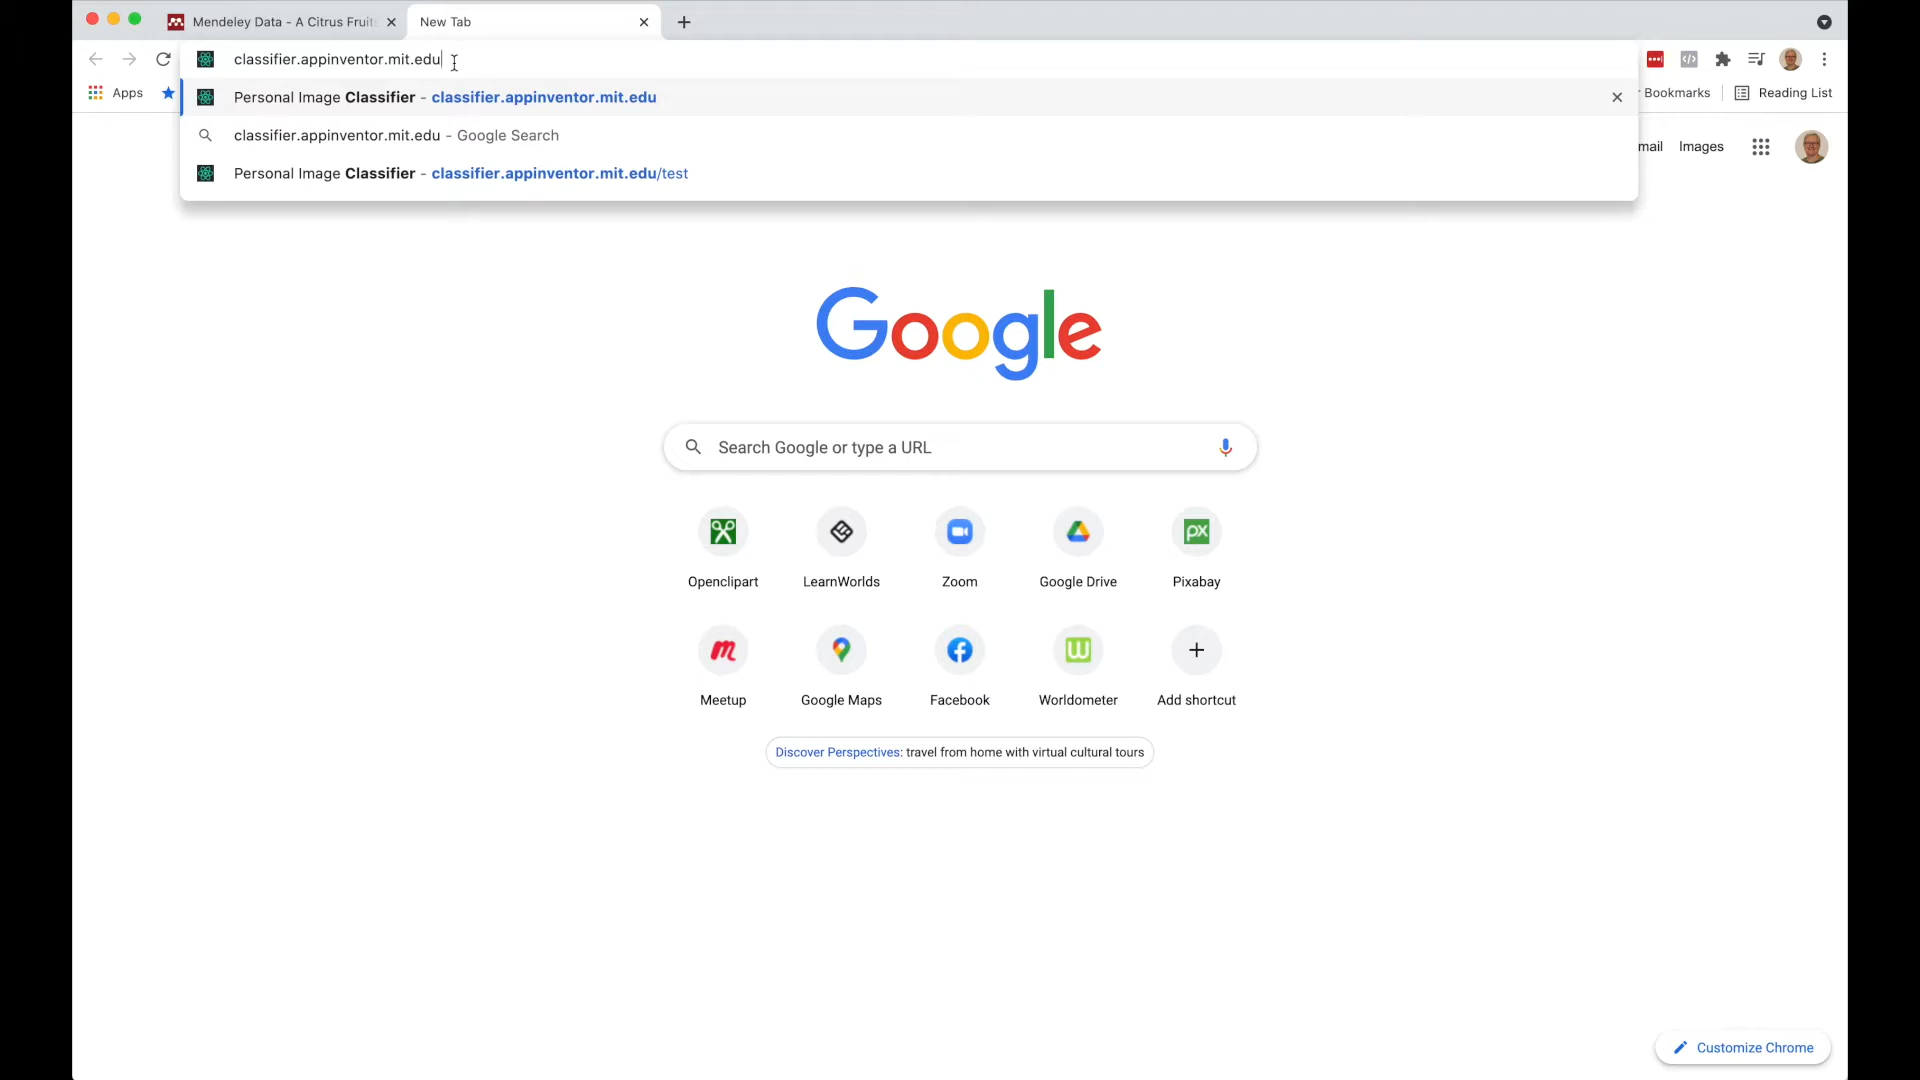 Mendeley Data - A Citrus Fruits
New Tab
classifier.appinventor.mit.edu
Personal Image Classifier - classifier.appinventor.mit.edu
classifier.appinventor.mit.edu - Google Search
Personal Image Classifier - classifier.appinventor.mit.edu/test
Apps
Bookmarks
Reading List
mail
Images
Google
Search Google or type a URL
px
Openclipart
LearnWorlds
Zoom
Google Drive
Pixabay
m
W
Meetup
Google Maps
Facebook
Worldometer
Add shortcut
Discover Perspectives: travel from home with virtual cultural tours
Customize Chrome